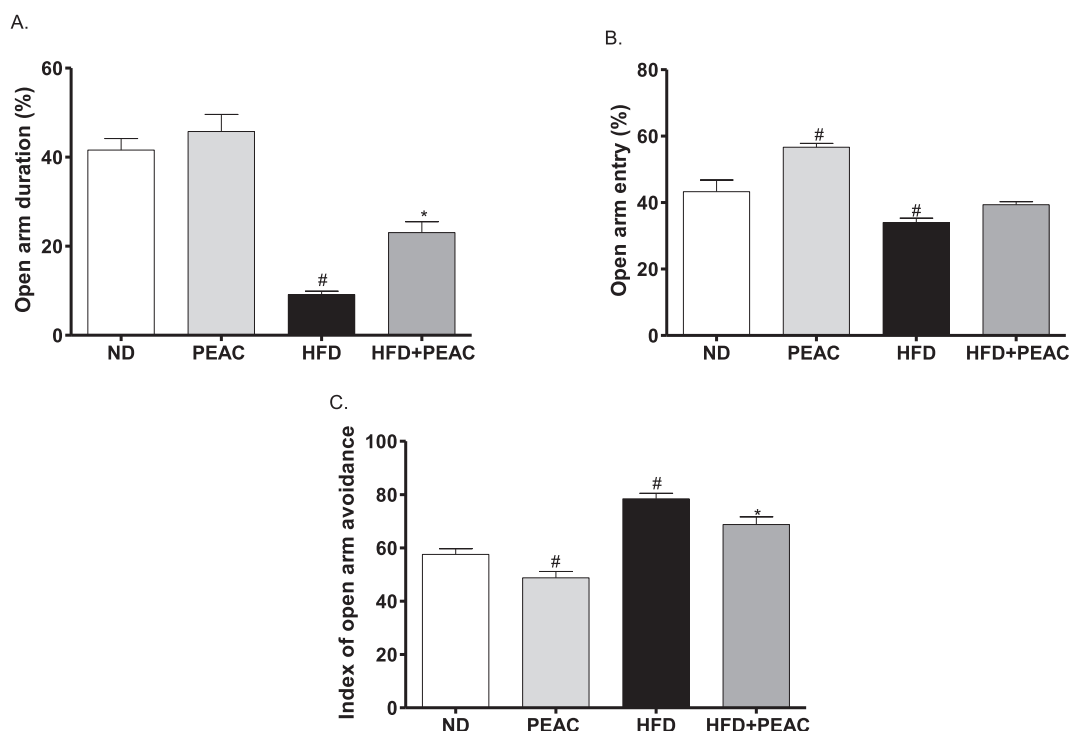 A.
Open arm duration (%)
60
40
20
0
#
*
ND PEAC HFD HFD+PEAC
B.
Open arm entry (%)
80
60
40
20
0
#
#
ND PEAC HFD HFD+PEAC
C.
Index of open arm avoidance
100
80
60
40
20
0
#
#
*
ND PEAC HFD HFD+PEAC